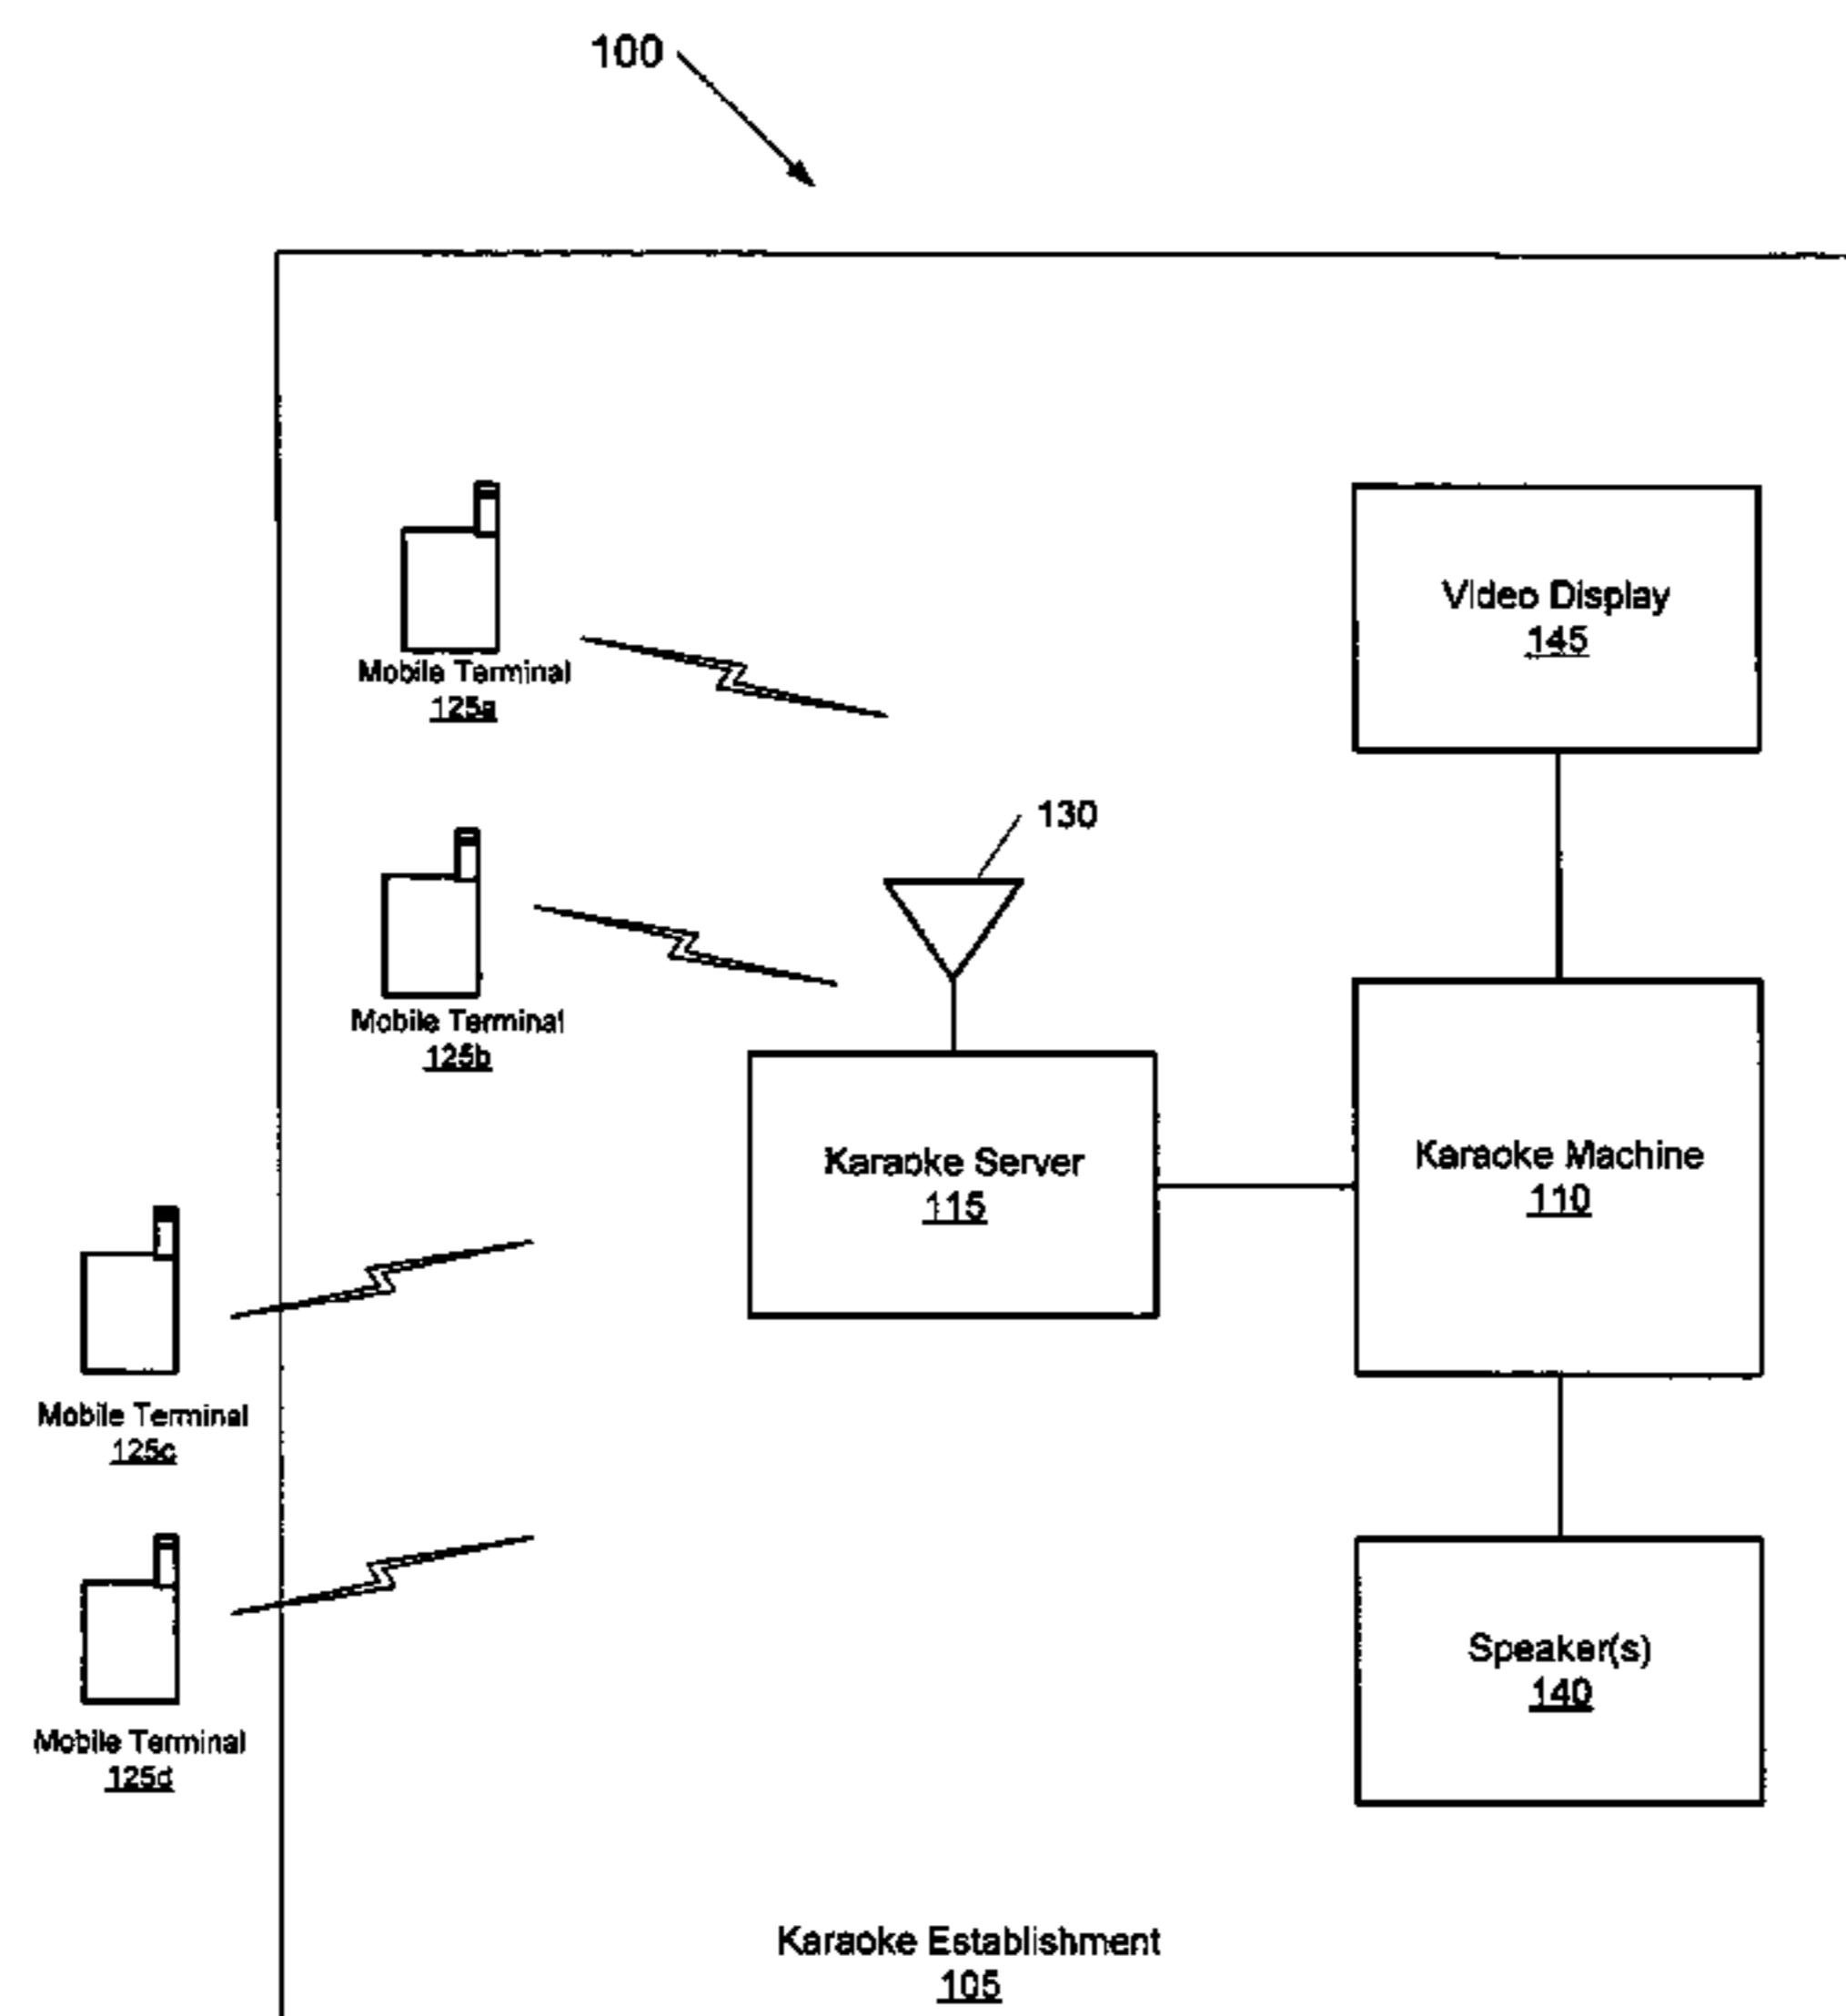 100
Video Display
145
Mobile Terminal
125a
130
Mobile Terminal
125b
Karaoke Server
115
Karaoke Machine
110
Mobile Terminal
125c
Speaker(s)
140
Mobile Terminal
125d
Karaoke Establishment
105